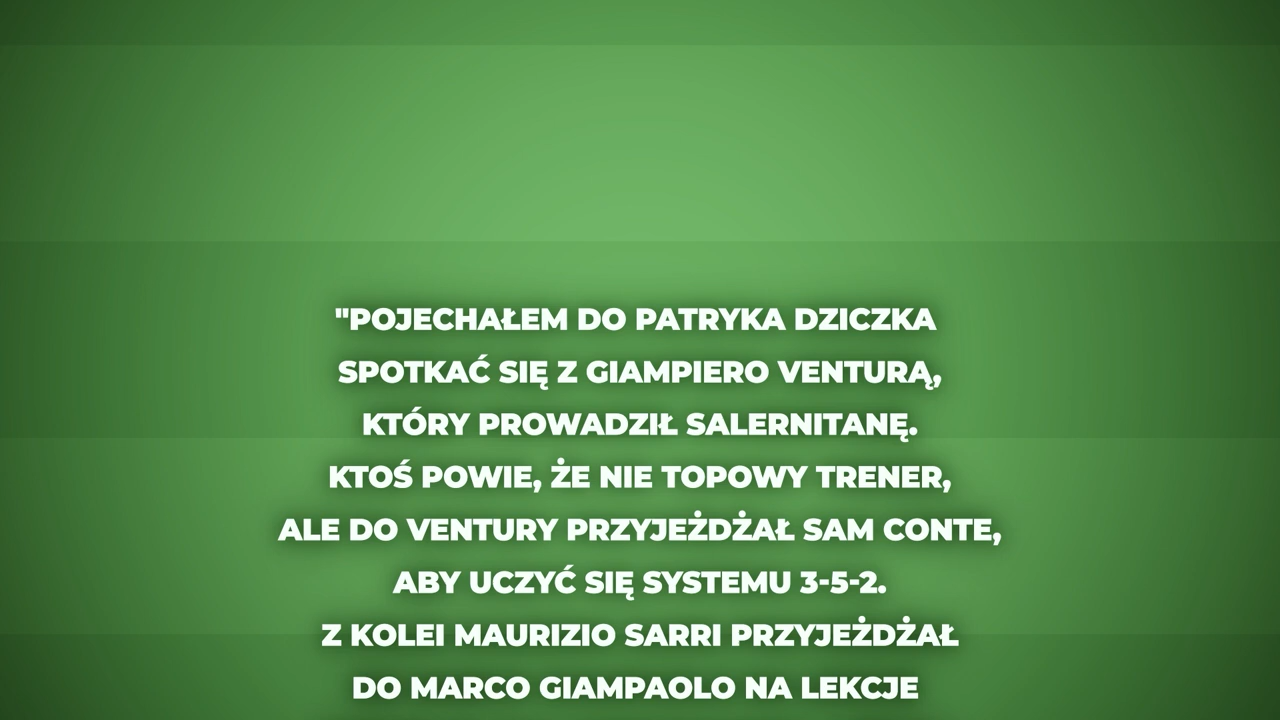 "POJECHAŁEM DO PATRYKA DZICZKA
SPOTKAĆ SIĘ Z GIAMPIERO VENTURĄ,
KTÓRY PROWADZIŁ SALERNITANĘ.
KTOŚ POWIE, ŻE NIE TOPOWY TRENER,
ALE DO VENTURY PRZYJEŻDŻAŁ SAM CONTE,
ABY UCZYĆ SIĘ SYSTEMU 3-5-2.
Z KOLEI MAURIZIO SARRI PRZYJEŻDŻAŁ
DO MARCO GIAMPAOLO NA LEKCJE